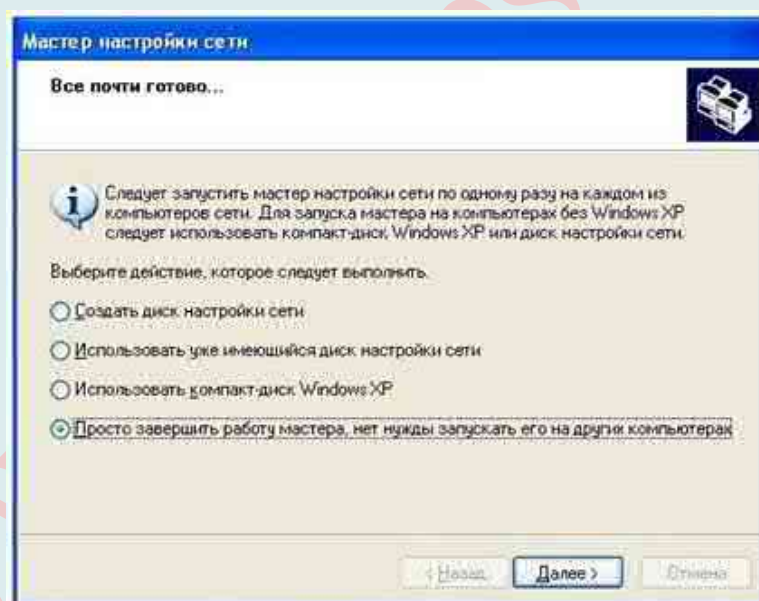 Мастер настройки сети
Все почти готово...
Следует запустить мастер настройки сети по одному разу на каждом из
компьютеров сети. Для запуска мастера на компьютерах без Windows XP
следует использовать компакт-диск Windows XP или диск настройки сети.
Выберите действие, которое следует выполнить.
Создать диск настройки сети
Использовать уже имеющийся диск настройки сети
Использовать компакт-диск Windows XP
Просто завершить работу мастера, нет нужды запускать его на других компьютерах
< Назад Далее > Отмена